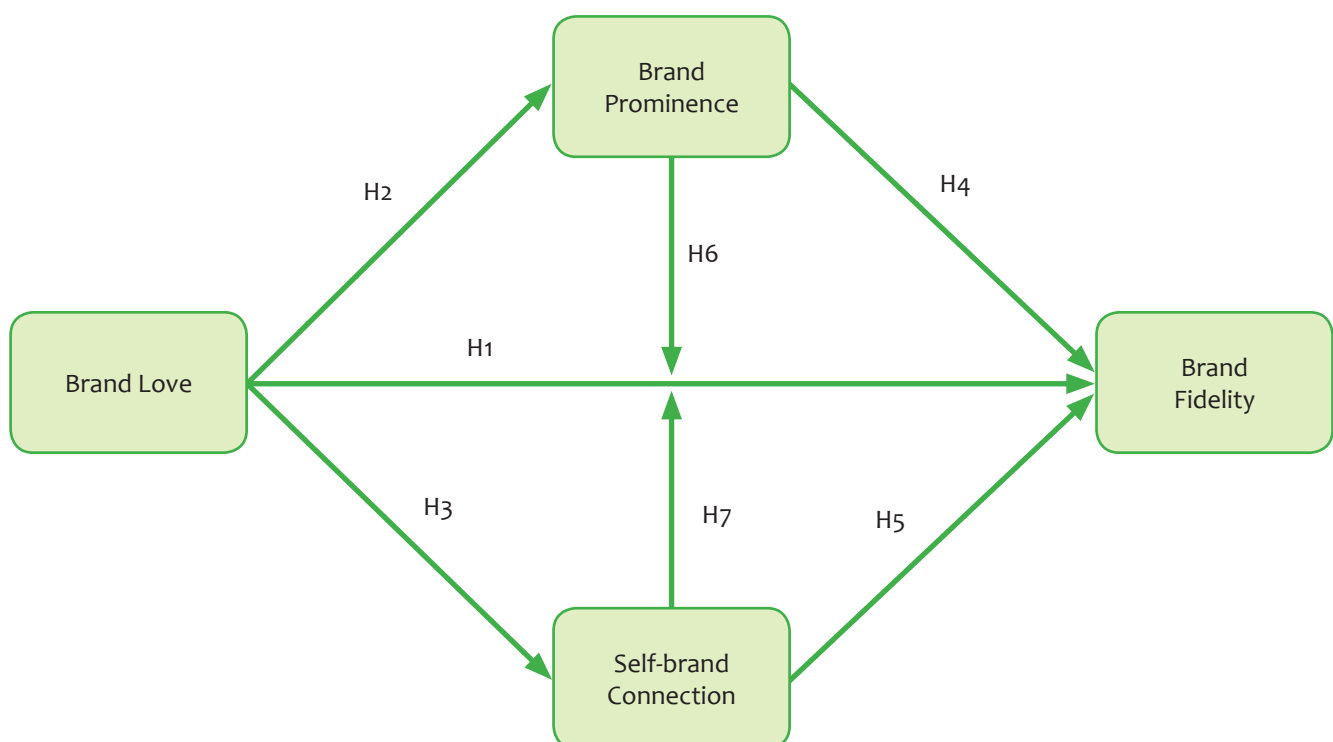 Brand
Prominence
H2
H4
H6
H1
Brand Love
Brand
Fidelity
H3
H7
H5
Self-brand
Connection